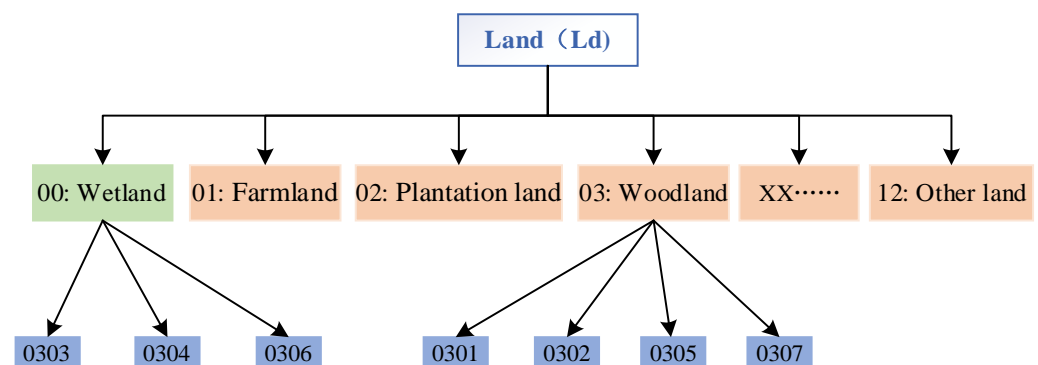 Land（Ld)
00: Wetland 01: Farmland 02: Plantation land 03: Woodland XX…… 12: Other land
0303 0304 0306 0301 0302 0305 0307